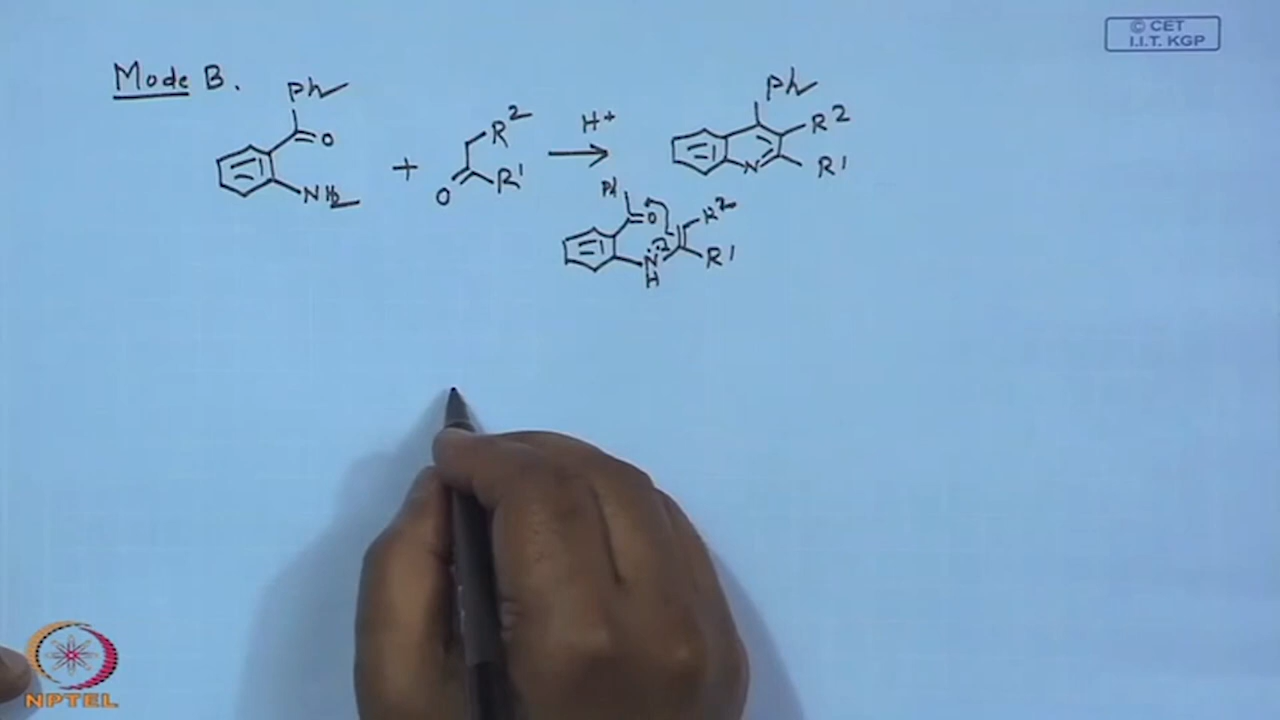 © CET
I.I.T. KGP
Mode B.
Ph
O
NH2
+
R2
O
R1
H+
Ph
R2
N
R1
Ph
O
R2
N
H
R1
NPTEL